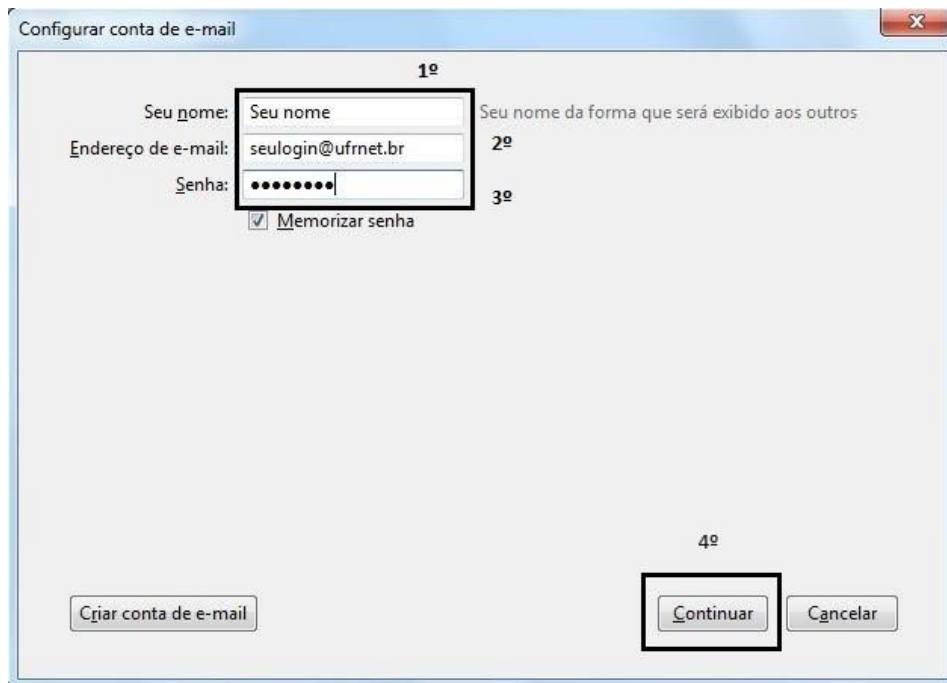 Configurar conta de e-mail
1º
Seu nome: Seu nome Seu nome da forma que será exibido aos outros
Endereço de e-mail: seulogin@ufrnet.br 2º
Senha: ●●●●●●●● 3º
Memorizar senha
4º
Criar conta de e-mail Continuar Cancelar